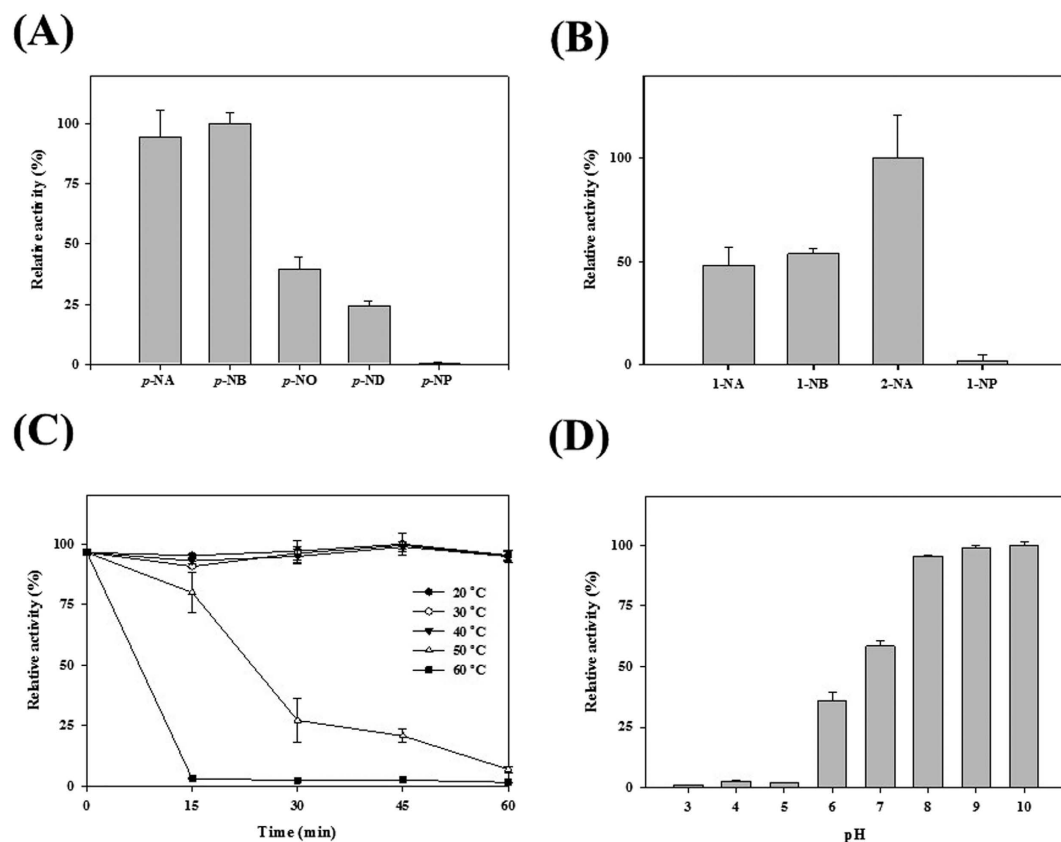 (A)
Relative activity (%)
100
75
50
25
0
p-NA p-NB p-NO p-ND p-NP
(B)
Relative activity (%)
100
50
0
1-NA 1-NB 2-NA 1-NP
(C)
Relative activity (%)
100
75
50
25
0
20 °C
30 °C
40 °C
50 °C
60 °C
0 15 30 45 60
Time (min)
(D)
Relative activity (%)
100
75
50
25
0
3 4 5 6 7 8 9 10
pH